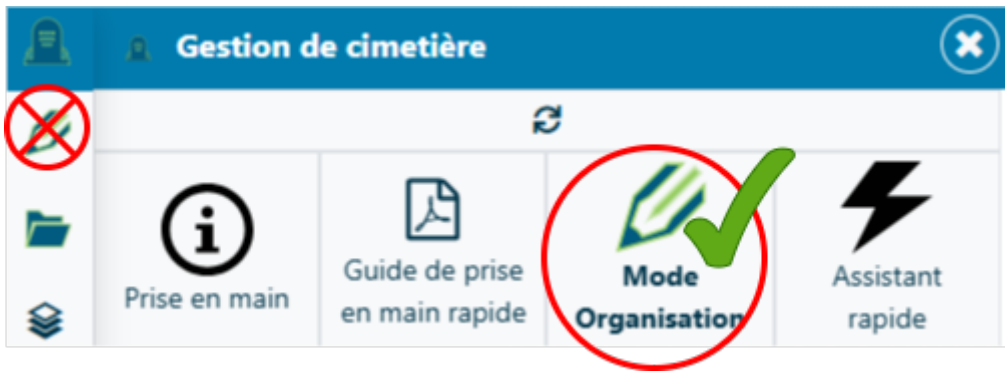 Gestion de cimetière
Prise en main
Guide de prise
en main rapide
Mode
Organisation
Assistant
rapide